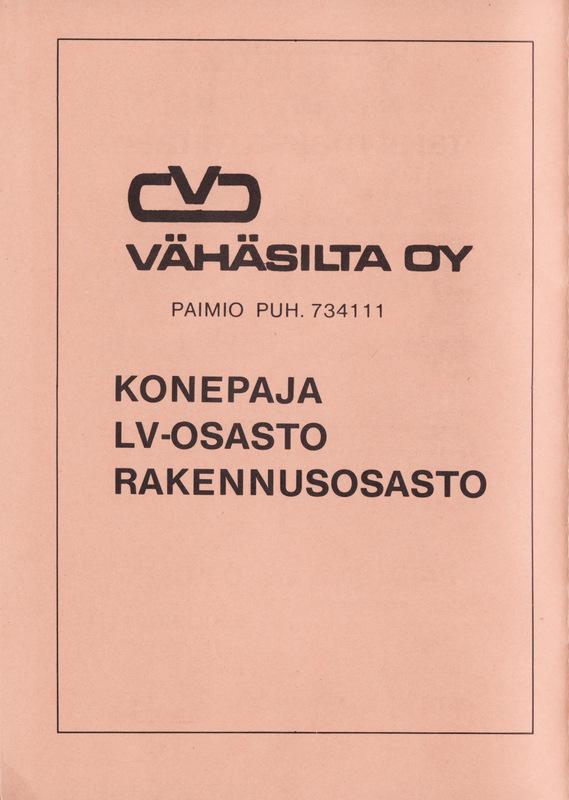 VÄHÄSILTA OY
PAIMIO PUH. 734111
KONEPAJA
LV-OSASTO
RAKENNUSOSASTO